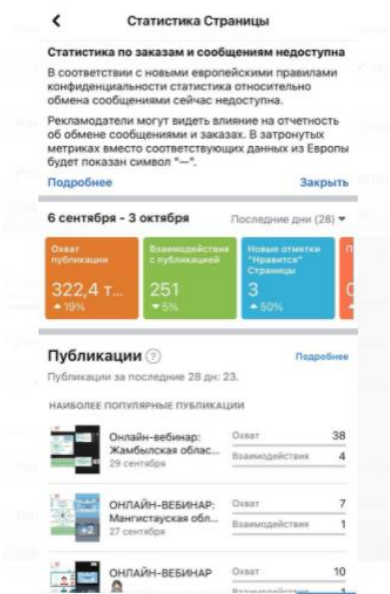 Статистика Страницы
Статистика по заказам и сообщениям недоступна
В соответствии с новыми европейскими правилами
конфиденциальности статистика относительно
обмена сообщениями сейчас недоступна.
Рекламодатели могут видеть влияние на отчетность
об обмене сообщениями и заказах. В затронутых
метриках вместо соответствующих данных из Европы
будет показан символ "—".
Подробнее
Закрыть
6 сентября - 3 октября
Последние дни (28)
Охват
публикации
322,4 т...
19%
Взаимодействия
с публикацией
251
5%
Новые отметки
"Нравится"
Страницы
3
50%
Публикации
Подробнее
Публикации за последние 28 дн: 23.
НАИБОЛЕЕ ПОПУЛЯРНЫЕ ПУБЛИКАЦИИ
Онлайн-вебинар:
Жамбылская облас...
29 сентября
Охват 38
Взаимодействия 4
+2
ОНЛАЙН-ВЕБИНАР:
Мангистауская обл...
27 сентября
Охват 7
Взаимодействия 1
ОНЛАЙН-ВЕБИНАР
Охват 10